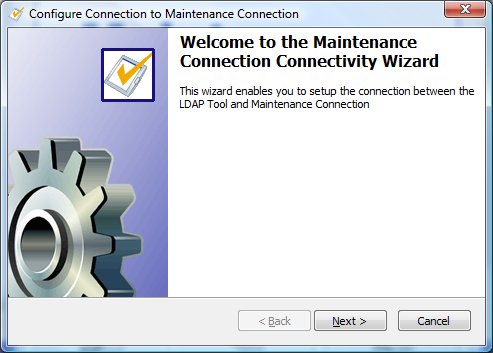 Configure Connection to Maintenance Connection
Welcome to the Maintenance
Connection Connectivity Wizard
This wizard enables you to setup the connection between the
LDAP Tool and Maintenance Connection
< Back
Next >
Cancel